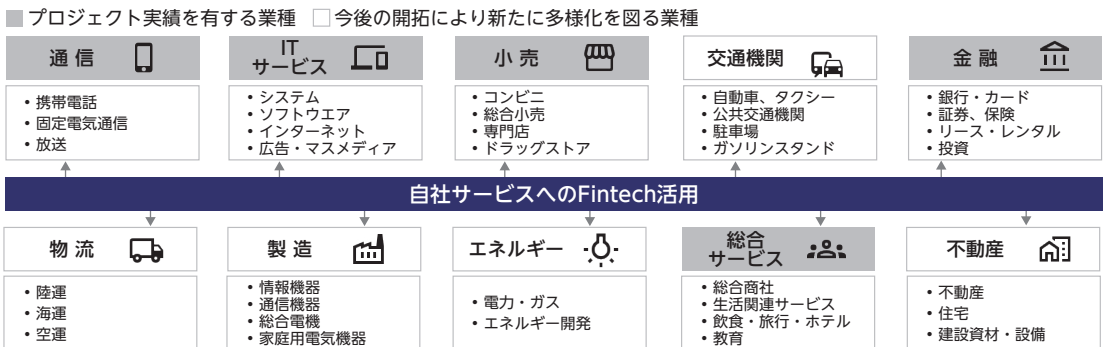 プロジェクト実績を有する業種 今後の開拓により新たに多様化を図る業種
通信
・携帯電話
・固定電気通信
・放送
IT
サービス
・システム
・ソフトウエア
・インターネット
・広告・マスメディア
小売
・コンビニ
・総合小売
・専門店
・ドラッグストア
交通機関
・自動車、タクシー
・公共交通機関
・駐車場
・ガソリンスタンド
金融
・銀行・カード
・証券、保険
・リース・レンタル
・投資
自社サービスへのFintech活用
物流
・陸運
・海運
・空運
製造
・情報機器
・通信機器
・総合電機
・家庭用電気機器
エネルギー
・電力・ガス
・エネルギー開発
総合
サービス
・総合商社
・生活関連サービス
・飲食・旅行・ホテル
・教育
不動産
・不動産
・住宅
・建設資材・設備